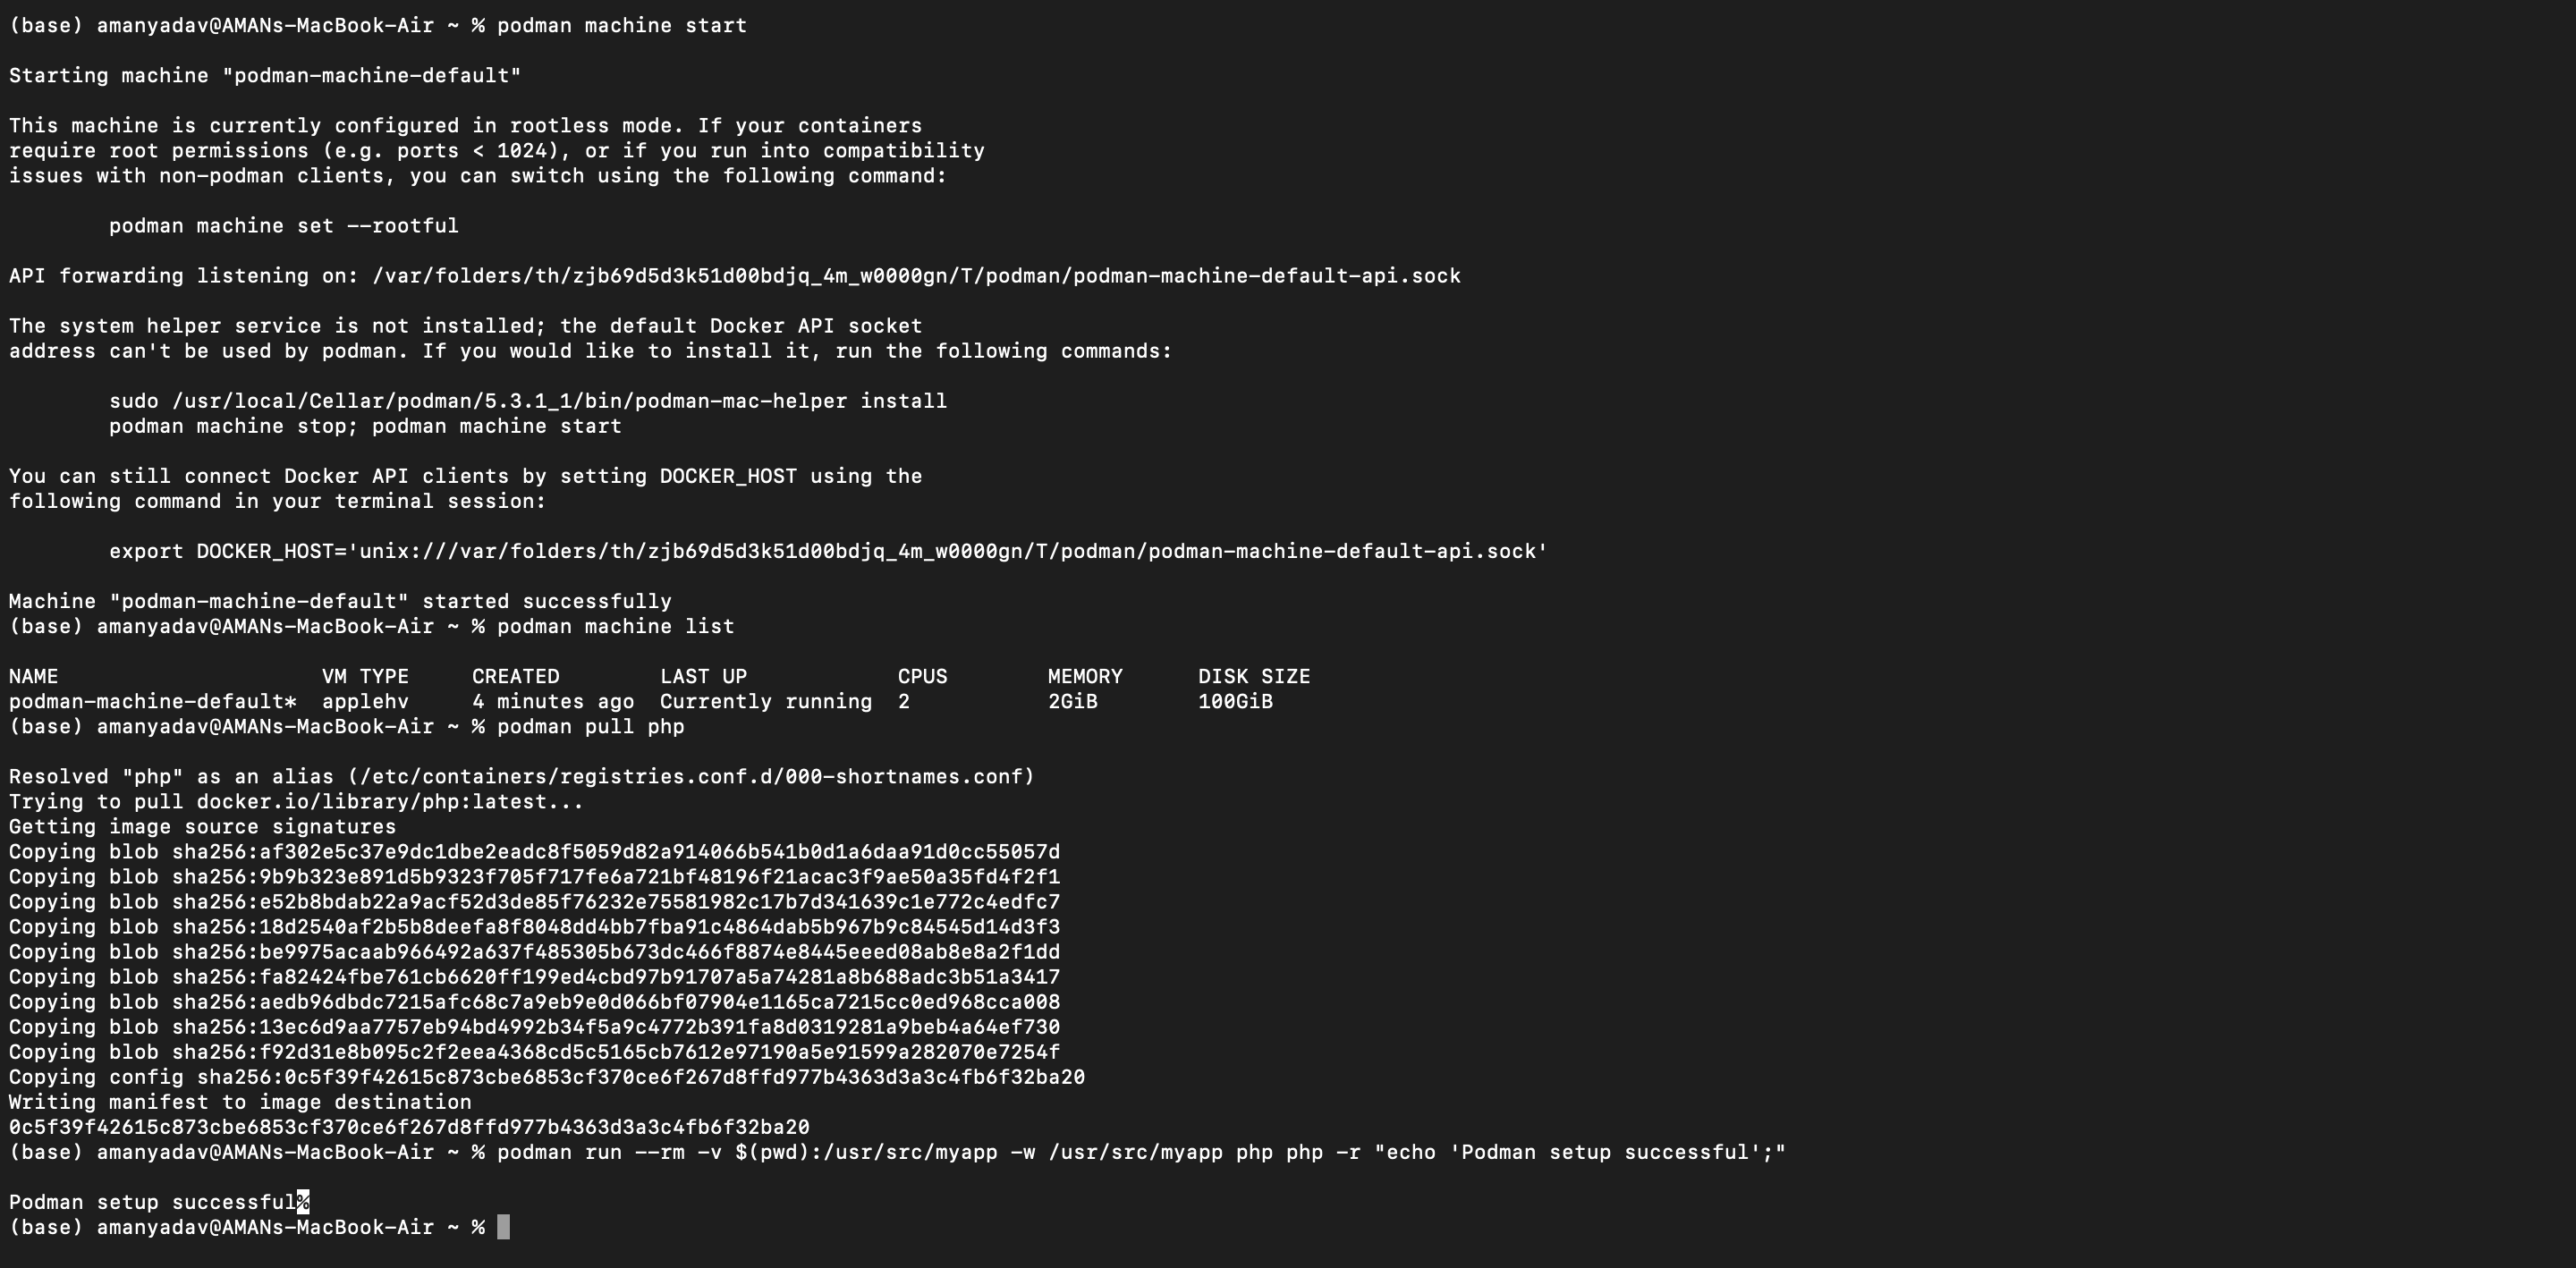 (base) amanyadav@AMANs-MacBook-Air ~ % podman machine start
Starting machine "podman-machine-default"
This machine is currently configured in rootless mode. If your containers
require root permissions (e.g. ports < 1024), or if you run into compatibility
issues with non-podman clients, you can switch using the following command:
podman machine set --rootful
API forwarding listening on: /var/folders/th/zjb69d5d3k51d00bdjq_4m_w0000gn/T/podman/podman-machine-default-api.sock
The system helper service is not installed; the default Docker API socket
address can't be used by podman. If you would like to install it, run the following commands:
sudo /usr/local/Cellar/podman/5.3.1_1/bin/podman-mac-helper install
podman machine stop; podman machine start
You can still connect Docker API clients by setting DOCKER_HOST using the
following command in your terminal session:
export DOCKER_HOST='unix:///var/folders/th/zjb69d5d3k51d00bdjq_4m_w0000gn/T/podman/podman-machine-default-api.sock'
Machine "podman-machine-default" started successfully
(base) amanyadav@AMANs-MacBook-Air ~ % podman machine list
NAME VM TYPE CREATED LAST UP CPUS MEMORY DISK SIZE
podman-machine-default* applehv 4 minutes ago Currently running 2 2GiB 100GiB
(base) amanyadav@AMANs-MacBook-Air ~ % podman pull php
Resolved "php" as an alias (/etc/containers/registries.conf.d/000-shortnames.conf)
Trying to pull docker.io/library/php:latest...
Getting image source signatures
Copying blob sha256:af302e5c37e9dc1dbe2eadc8f5059d82a914066b541b0d1a6daa91d0cc55057d
Copying blob sha256:9b9b323e891d5b9323f705f717fe6a721bf48196f21acac3f9ae50a35fd4f2f1
Copying blob sha256:e52b8bdab22a9acf52d3de85f76232e75581982c17b7d341639c1e772c4edfc7
Copying blob sha256:18d2540af2b5b8deefa8f8048dd4bb7fba91c4864dab5b967b9c84545d14d3f3
Copying blob sha256:be9975acaab966492a637f485305b673dc466f8874e8445eeed08ab8e8a2f1dd
Copying blob sha256:fa82424fbe761cb6620ff199ed4cbd97b91707a5a74281a8b688adc3b51a3417
Copying blob sha256:aedb96dbdc7215afc68c7a9eb9e0d066bf07904e1165ca7215cc0ed968cca008
Copying blob sha256:13ec6d9aa7757eb94bd4992b34f5a9c4772b391fa8d0319281a9beb4a64ef730
Copying blob sha256:f92d31e8b095c2f2eea4368cd5c5165cb7612e97190a5e91599a282070e7254f
Copying config sha256:0c5f39f42615c873cbe6853cf370ce6f267d8ffd977b4363d3a3c4fb6f32ba20
Writing manifest to image destination
0c5f39f42615c873cbe6853cf370ce6f267d8ffd977b4363d3a3c4fb6f32ba20
(base) amanyadav@AMANs-MacBook-Air ~ % podman run --rm -v $(pwd):/usr/src/myapp -w /usr/src/myapp php php -r "echo 'Podman setup successful';"
Podman setup successful%
(base) amanyadav@AMANs-MacBook-Air ~ %